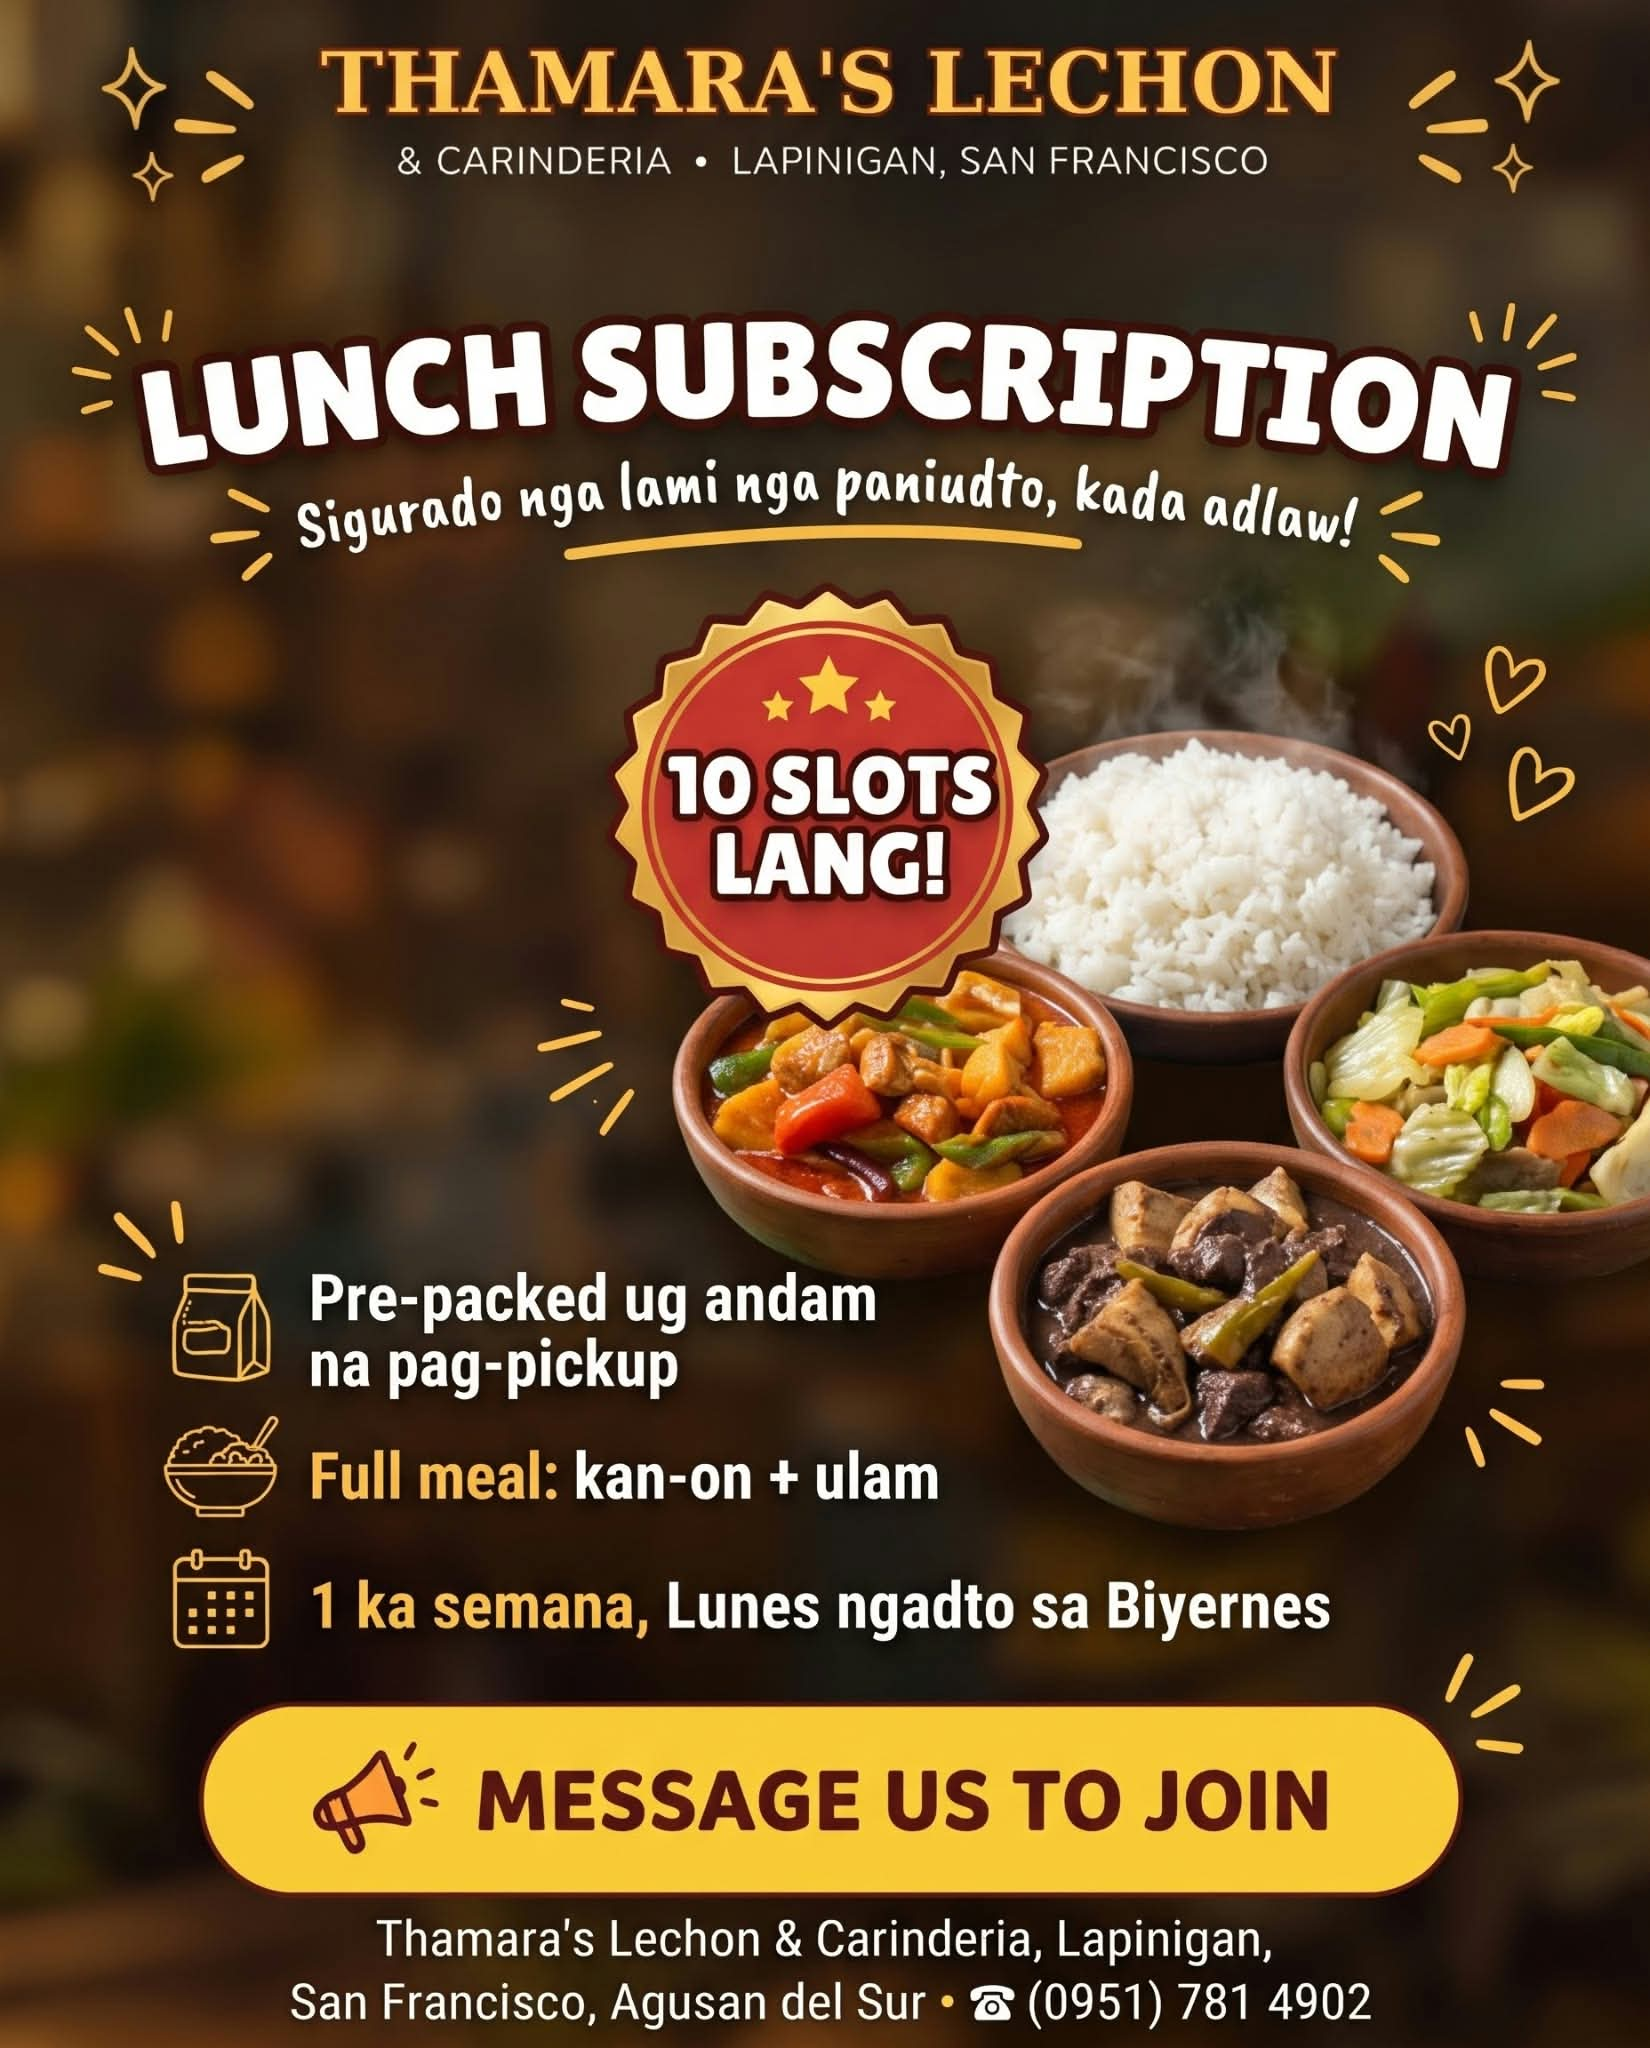 THAMARA'S LECHON
& CARINDERIA • LAPINIGAN, SAN FRANCISCO
LUNCH SUBSCRIPTION
Sigurado nga lami nga paniudto, kada adlaw!
10 SLOTS
LANG!
Pre-packed ug andam
na pag-pickup
Full meal: kan-on + ulam
1 ka semana, Lunes ngadto sa Biyernes
MESSAGE US TO JOIN
Thamara's Lechon & Carinderia, Lapinigan,
San Francisco, Agusan del Sur • ☎ (0951) 781 4902